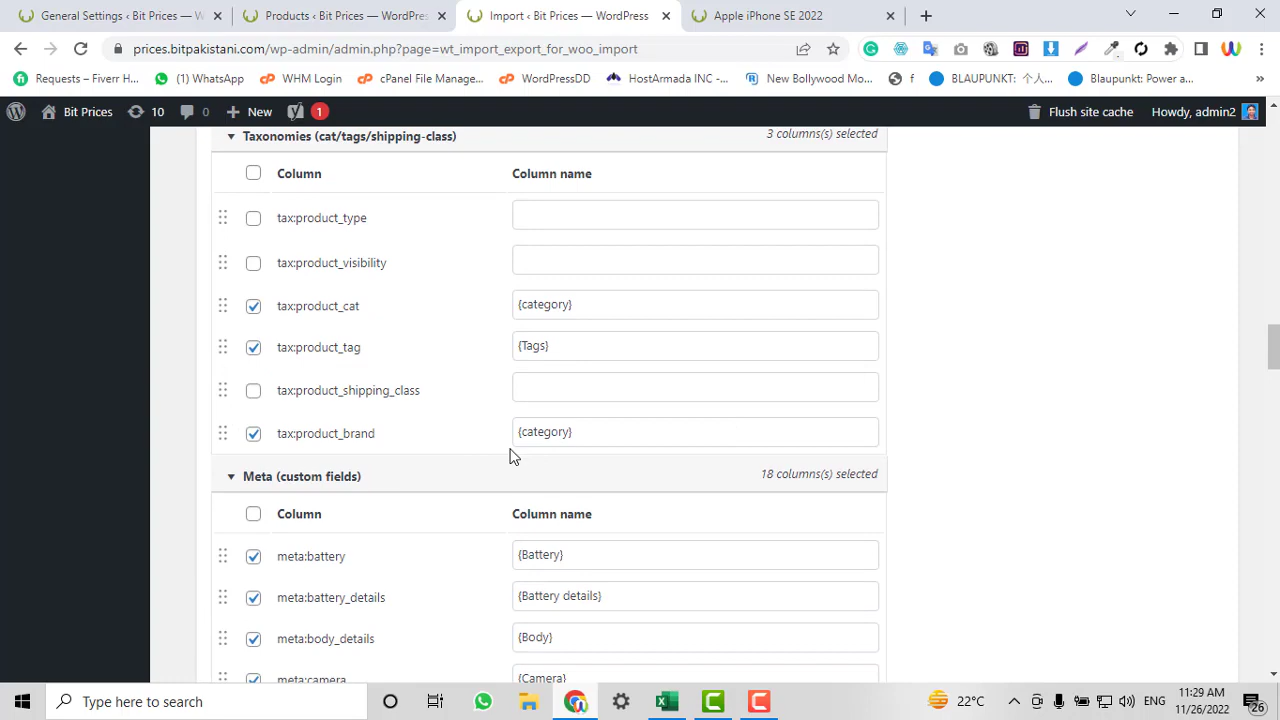 General Settings ‹ Bit Prices — W
Products ‹ Bit Prices — WordPres
Import ‹ Bit Prices — WordPress
Apple iPhone SE 2022
prices.bitpakistani.com/wp-admin/admin.php?page=wt_import_export_for_woo_import
Requests – Fiverr H...
(1) WhatsApp
WHM Login
cPanel File Manage...
WordPressDD
HostArmada INC -...
New Bollywood Mo...
f
BLAUPUNKT: 个人...
Blaupunkt: Power a...
»
Bit Prices
10
0
New
1
Flush site cache
Howdy, admin2
Taxonomies (cat/tags/shipping-class)
3 columns(s) selected
Column
Column name
tax:product_type
tax:product_visibility
tax:product_cat
{category}
tax:product_tag
{Tags}
tax:product_shipping_class
tax:product_brand
{category}
Meta (custom fields)
18 columns(s) selected
Column
Column name
meta:battery
{Battery}
meta:battery_details
{Battery details}
meta:body_details
{Body}
meta:camera
{Camera}
Type here to search
22°C
ENG
11:29 AM
11/26/2022
26